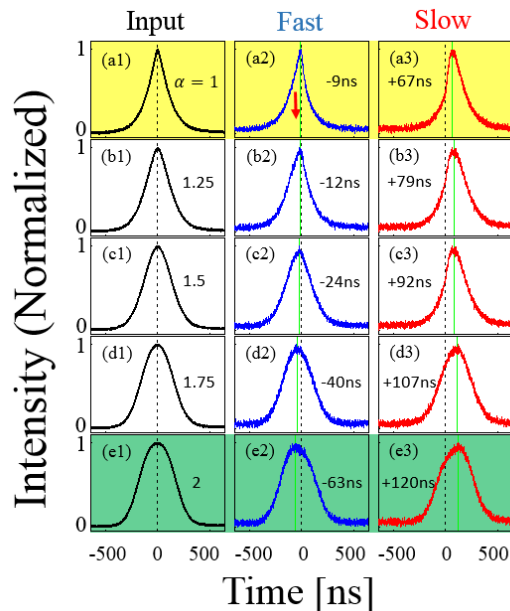 Input Fast Slow
Intensity (Normalized)
1
0
(a1) α = 1
(a2) -9ns
(a3) +67ns
1
0
(b1) 1.25
(b2) -12ns
(b3) +79ns
1
0
(c1) 1.5
(c2) -24ns
(c3) +92ns
1
0
(d1) 1.75
(d2) -40ns
(d3) +107ns
1
0
(e1) 2
(e2) -63ns
(e3) +120ns
-500 0 500 -500 0 500 0 500
Time [ns]